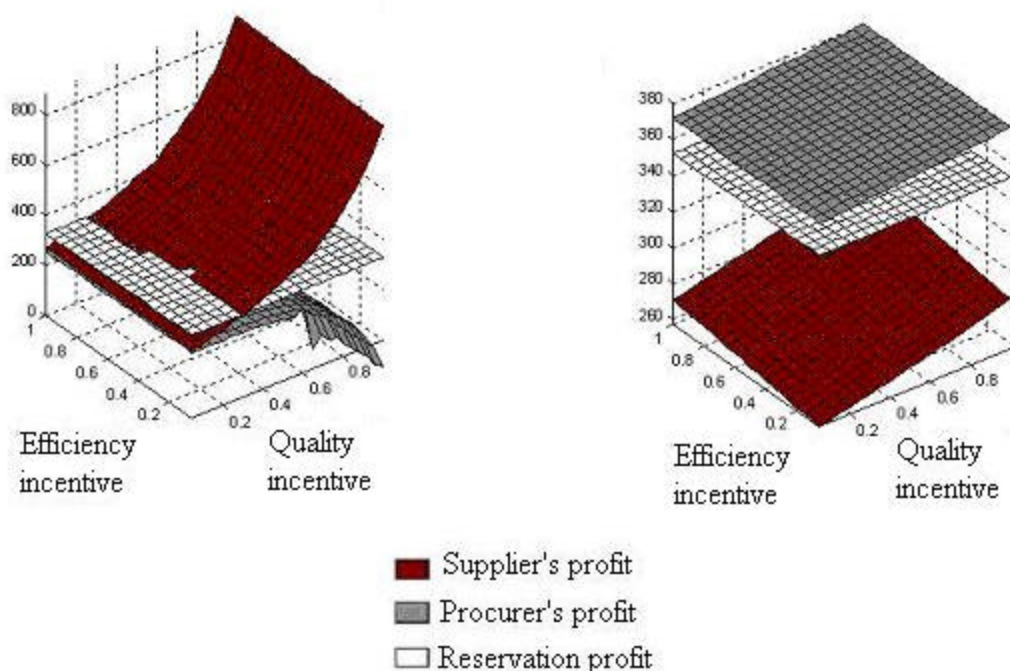 800
600
400
200
0
1
0.8
0.6
0.4
0.2
0.2
0.4
0.6
0.8
Efficiency
incentive
Quality
incentive
380
360
340
320
300
280
260
1
0.8
0.6
0.4
0.2
0.2
0.4
0.6
0.8
Efficiency
incentive
Quality
incentive
Supplier's profit
Procurer's profit
Reservation profit